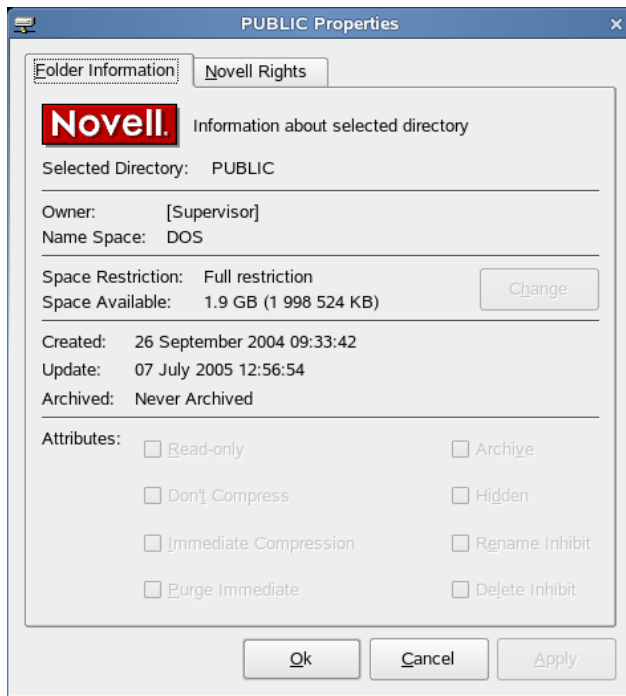 PUBLIC Properties
Folder Information
Novell Rights
Novell. Information about selected directory
Selected Directory: PUBLIC
Owner: [Supervisor]
Name Space: DOS
Space Restriction: Full restriction
Space Available: 1.9 GB (1 998 524 KB)
Change
Created: 26 September 2004 09:33:42
Update: 07 July 2005 12:56:54
Archived: Never Archived
Attributes:
Read-only
Archive
Don't Compress
Hidden
Immediate Compression
Rename Inhibit
Purge Immediate
Delete Inhibit
Ok
Cancel
Apply